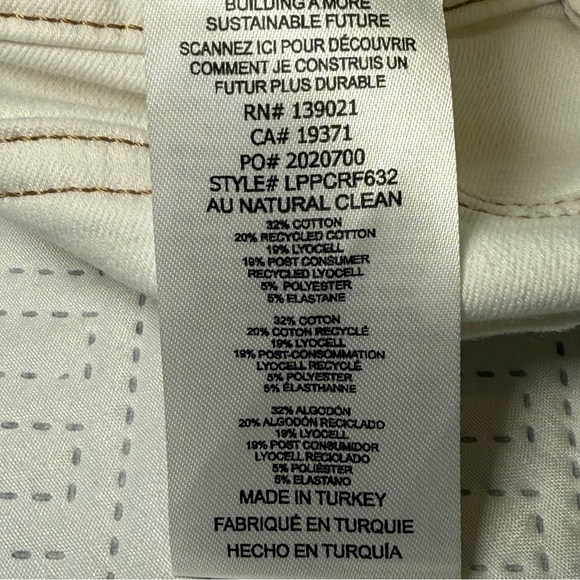 BUILDING A MORE
SUSTAINABLE FUTURE
SCANNEZ ICI POUR DÉCOUVRIR
COMMENT JE CONSTRUIS UN
FUTUR PLUS DURABLE
RN# 139021
CA# 19371
PO# 2020700
STYLE# LPPCRF632
AU NATURAL CLEAN
32% COTTON
20% RECYCLED COTTON
19% LYOCELL
19% POST CONSUMER
RECYCLED LYOCELL
5% POLYESTER
5% ELASTANE
32% COTON
20% COTON RECYCLÉ
19% LYOCELL
19% POST-CONSOMMATION
LYOCELL RECYCLÉ
5% POLYESTER
5% ÉLASTHANNE
32% ALGODÓN
20% ALGODÓN RECICLADO
19% LYOCELL
19% POST CONSUMIDOR
LYOCELL RECICLADO
5% POLIÉSTER
5% ELASTANO
MADE IN TURKEY
FABRIQUÉ EN TURQUIE
HECHO EN TURQUÍA